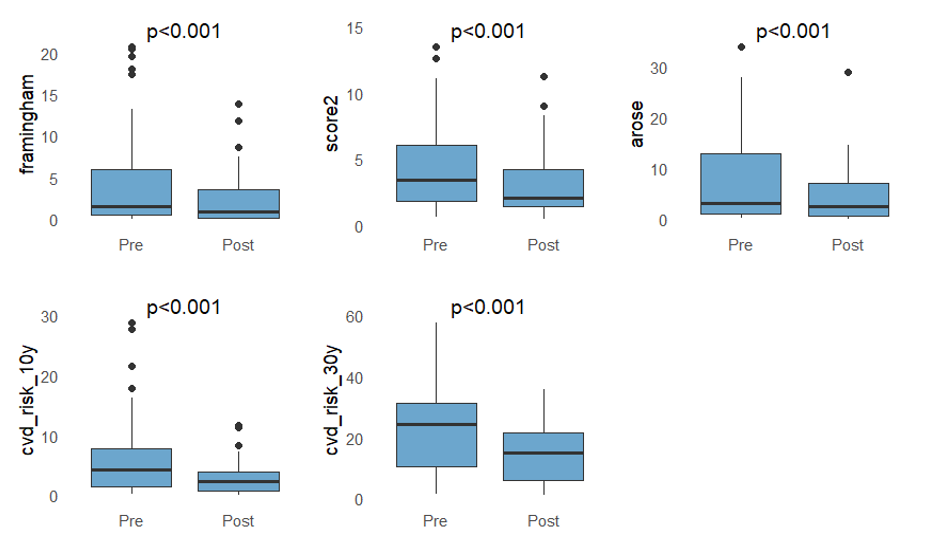 p<0.001
framingham
20
15
10
5
0
Pre Post
p<0.001
score2
15
10
5
0
Pre Post
p<0.001
arose
30
20
10
0
Pre Post
p<0.001
cvd_risk_10y
30
20
10
0
Pre Post
p<0.001
cvd_risk_30y
60
40
20
0
Pre Post